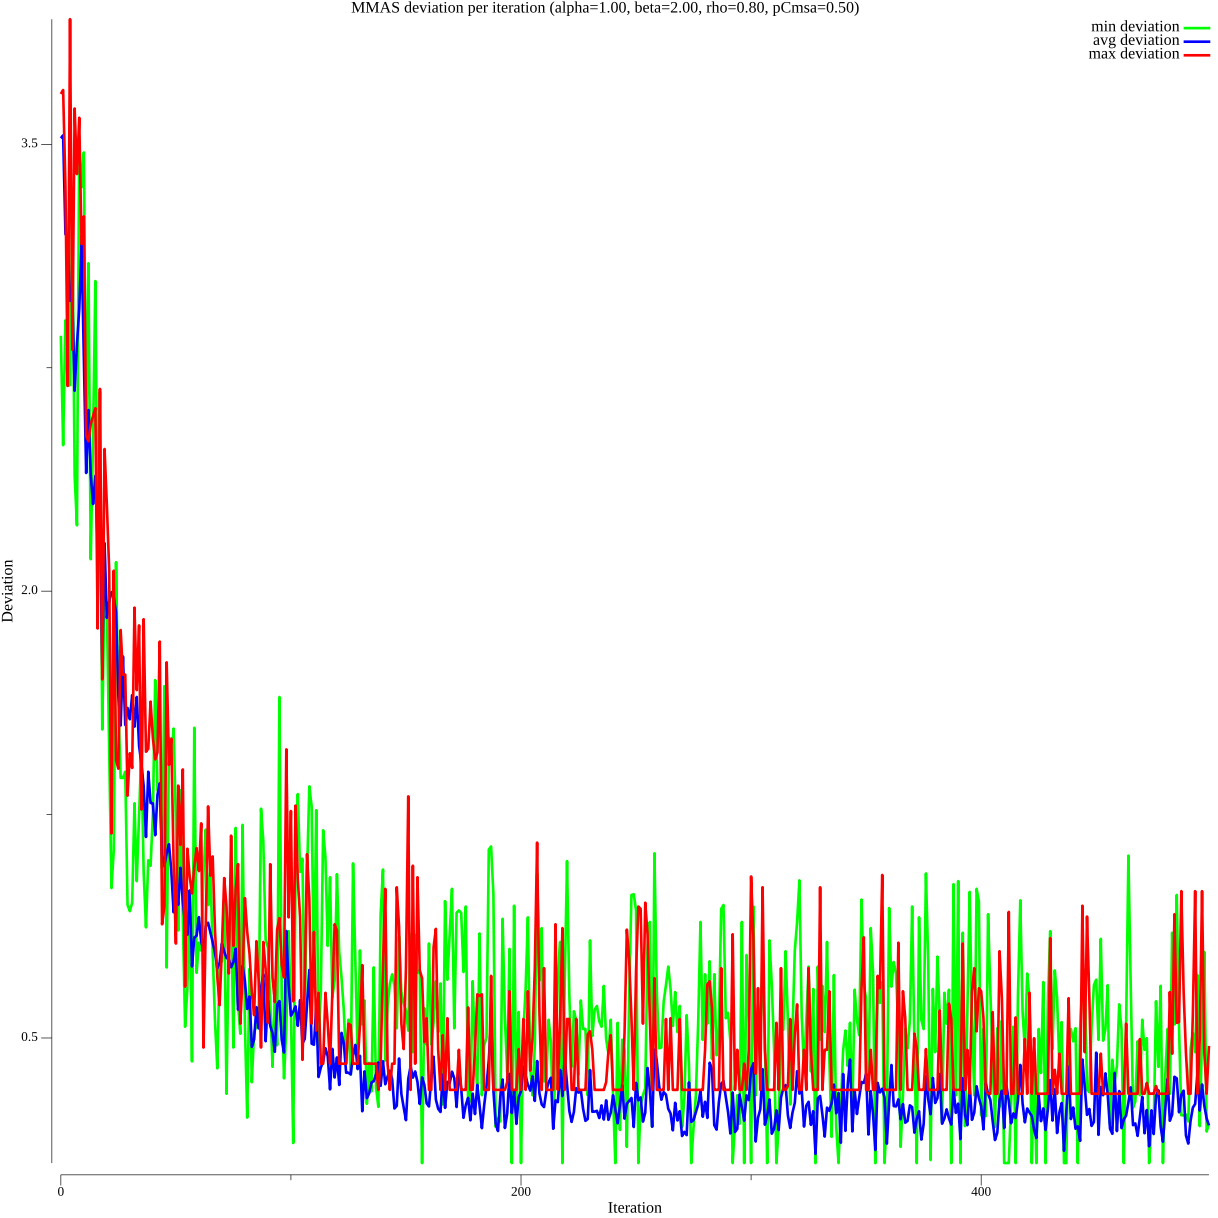 MMAS deviation per iteration (alpha=1.00, beta=2.00, rho=0.80, pCmsa=0.50)
min deviation
avg deviation
max deviation
3.5
2.0
0.5
Deviation
0
200
400
Iteration